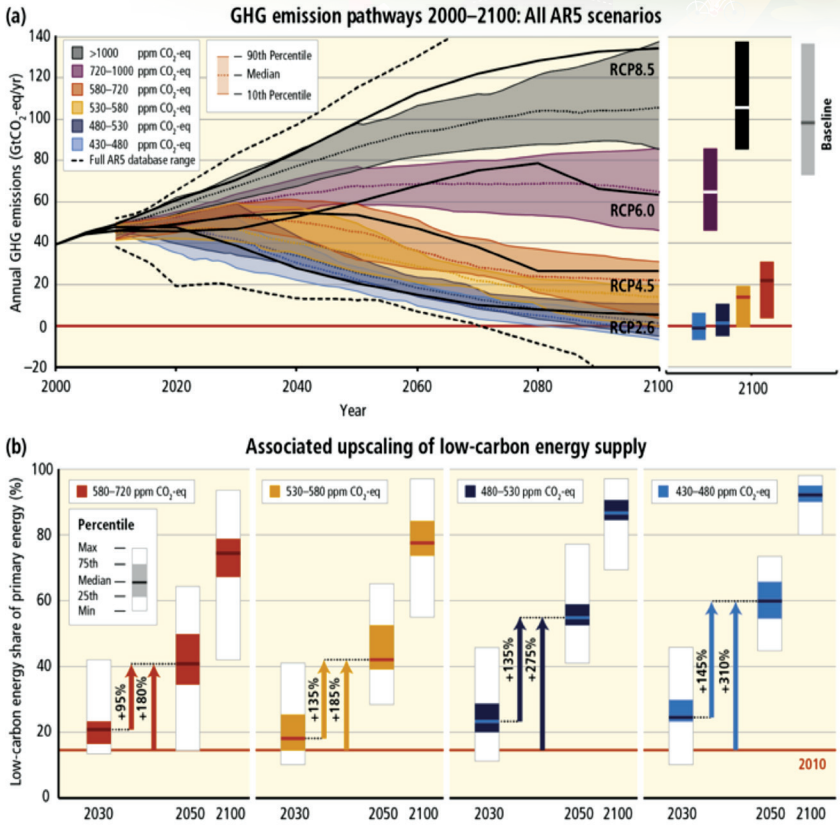 (a)
GHG emission pathways 2000–2100: All AR5 scenarios
Annual GHG emissions (GtCO₂-eq/yr)
140
120
100
80
60
40
20
0
−20
>1000 ppm CO₂-eq
720–1000 ppm CO₂-eq
580–720 ppm CO₂-eq
530–580 ppm CO₂-eq
480–530 ppm CO₂-eq
430–480 ppm CO₂-eq
Full AR5 database range
90th Percentile
Median
10th Percentile
RCP8.5
RCP6.0
RCP4.5
RCP2.6
Baseline
2000
2020
2040
2060
2080
2100
2100
Year
(b)
Associated upscaling of low-carbon energy supply
Low-carbon energy share of primary energy (%)
100
80
60
40
20
0
580–720 ppm CO₂-eq
Percentile
Max
75th
Median
25th
Min
+95%
+180%
2030
2050
2100
530–580 ppm CO₂-eq
+135%
+185%
2030
2050
2100
480–530 ppm CO₂-eq
+135%
+275%
2030
2050
2100
430–480 ppm CO₂-eq
+145%
+310%
2010
2030
2050
2100